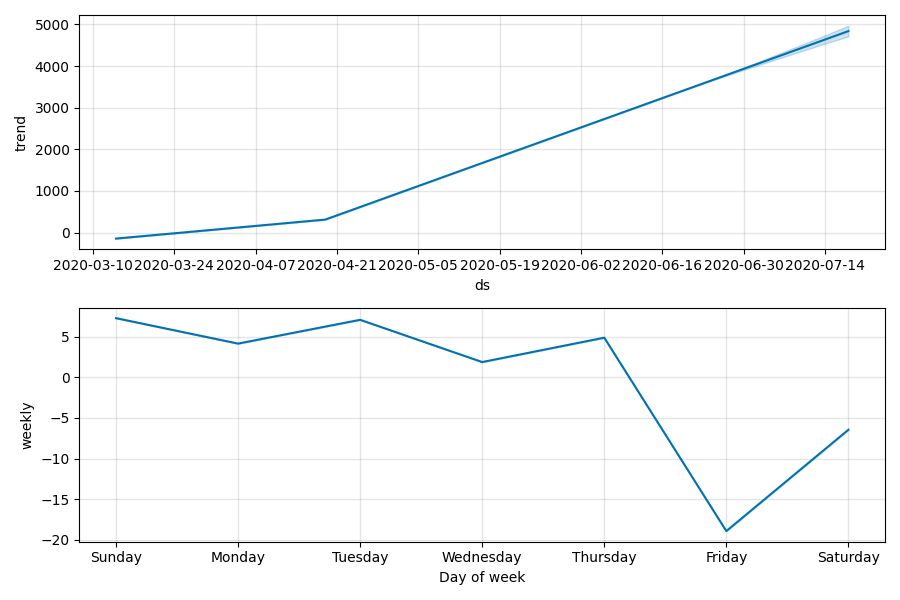 5000
4000
3000
2000
1000
0
trend
2020-03-10 2020-03-24 2020-04-07 2020-04-21 2020-05-05 2020-05-19 2020-06-02 2020-06-16 2020-06-30 2020-07-14
ds
5
0
−5
−10
−15
−20
weekly
Sunday Monday Tuesday Wednesday Thursday Friday Saturday
Day of week